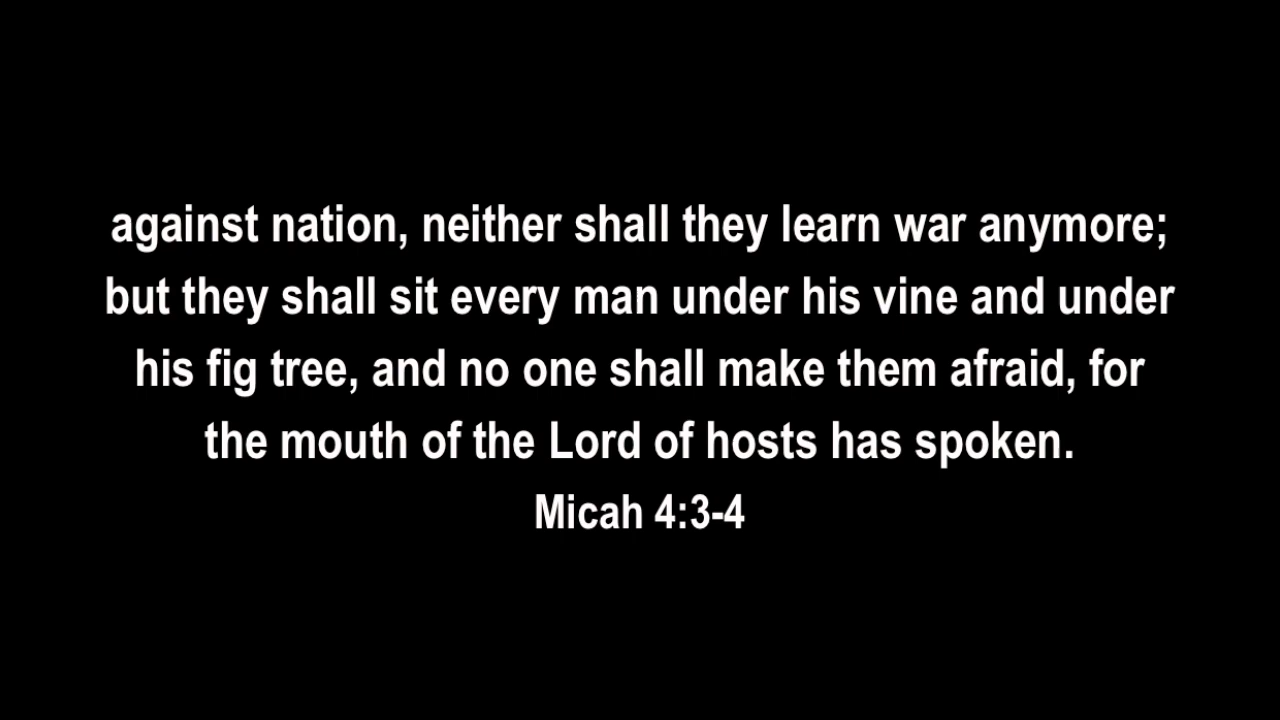 against nation, neither shall they learn war anymore;
but they shall sit every man under his vine and under
his fig tree, and no one shall make them afraid, for
the mouth of the Lord of hosts has spoken.
Micah 4:3-4